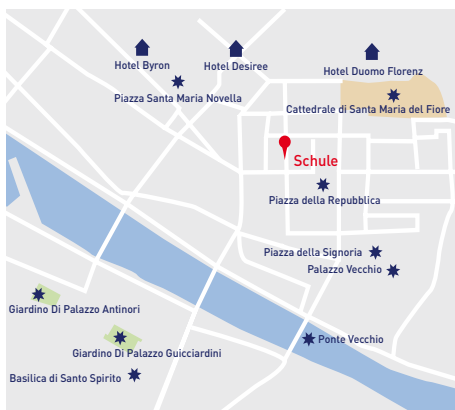 Hotel Byron
Hotel Desiree
Hotel Duomo Florenz
Piazza Santa Maria Novella
Cattedrale di Santa Maria del Fiore
Schule
Piazza della Repubblica
Piazza della Signoria
Palazzo Vecchio
Giardino Di Palazzo Antinori
Ponte Vecchio
Giardino Di Palazzo Guicciardini
Basilica di Santo Spirito